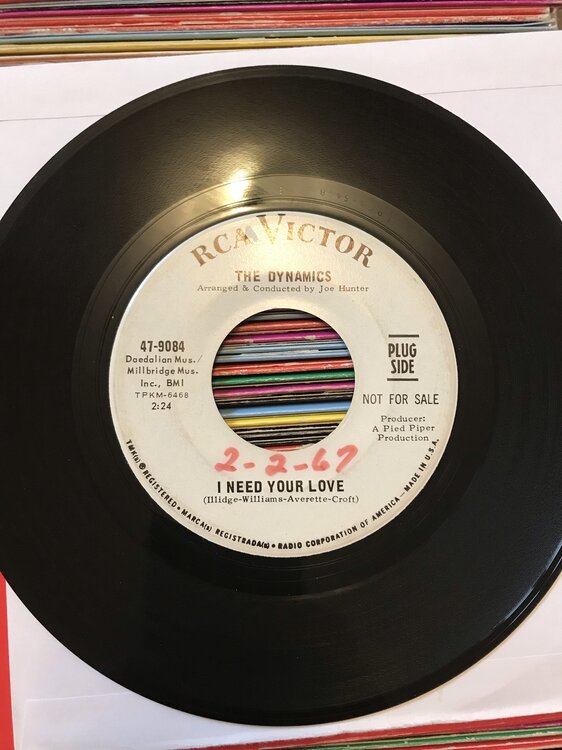 RCA VICTOR
THE DYNAMICS
Arranged & Conducted by Joe Hunter
47-9084
Daedalian Mus./
Millbridge Mus.
Inc., BMI
TPKM-6468
2:24
PLUG
SIDE
NOT FOR SALE
Producer:
A Pied Piper
Production
2-2-67
I NEED YOUR LOVE
(Illidge-Williams-Averette-Croft)
TMK(s) ® REGISTERED • MARCA(s) REGISTRADA(s) • RADIO CORPORATION OF AMERICA—MADE IN U.S.A.